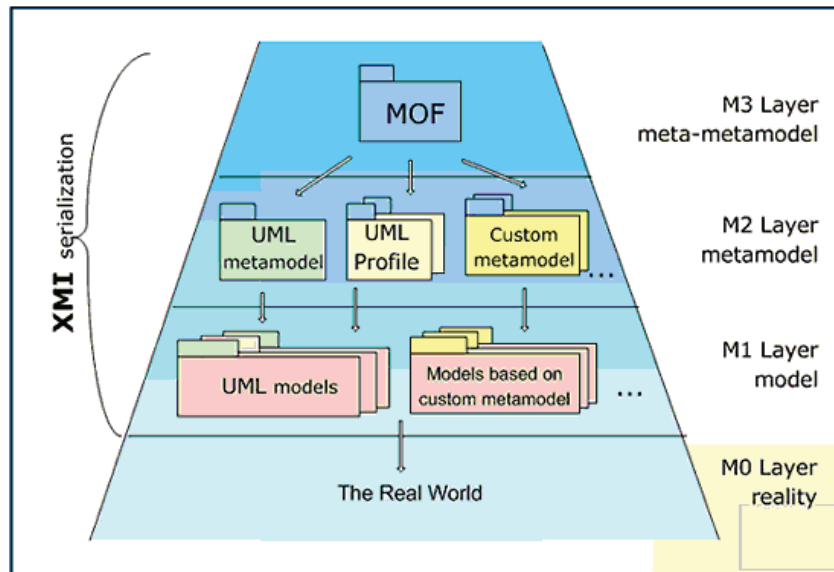 MOF
M3 Layer
meta-metamodel
XMI serialization
UML
metamodel
UML
Profile
Custom
metamodel
...
M2 Layer
metamodel
UML models
Models based on
custom metamodel
...
M1 Layer
model
The Real World
M0 Layer
reality